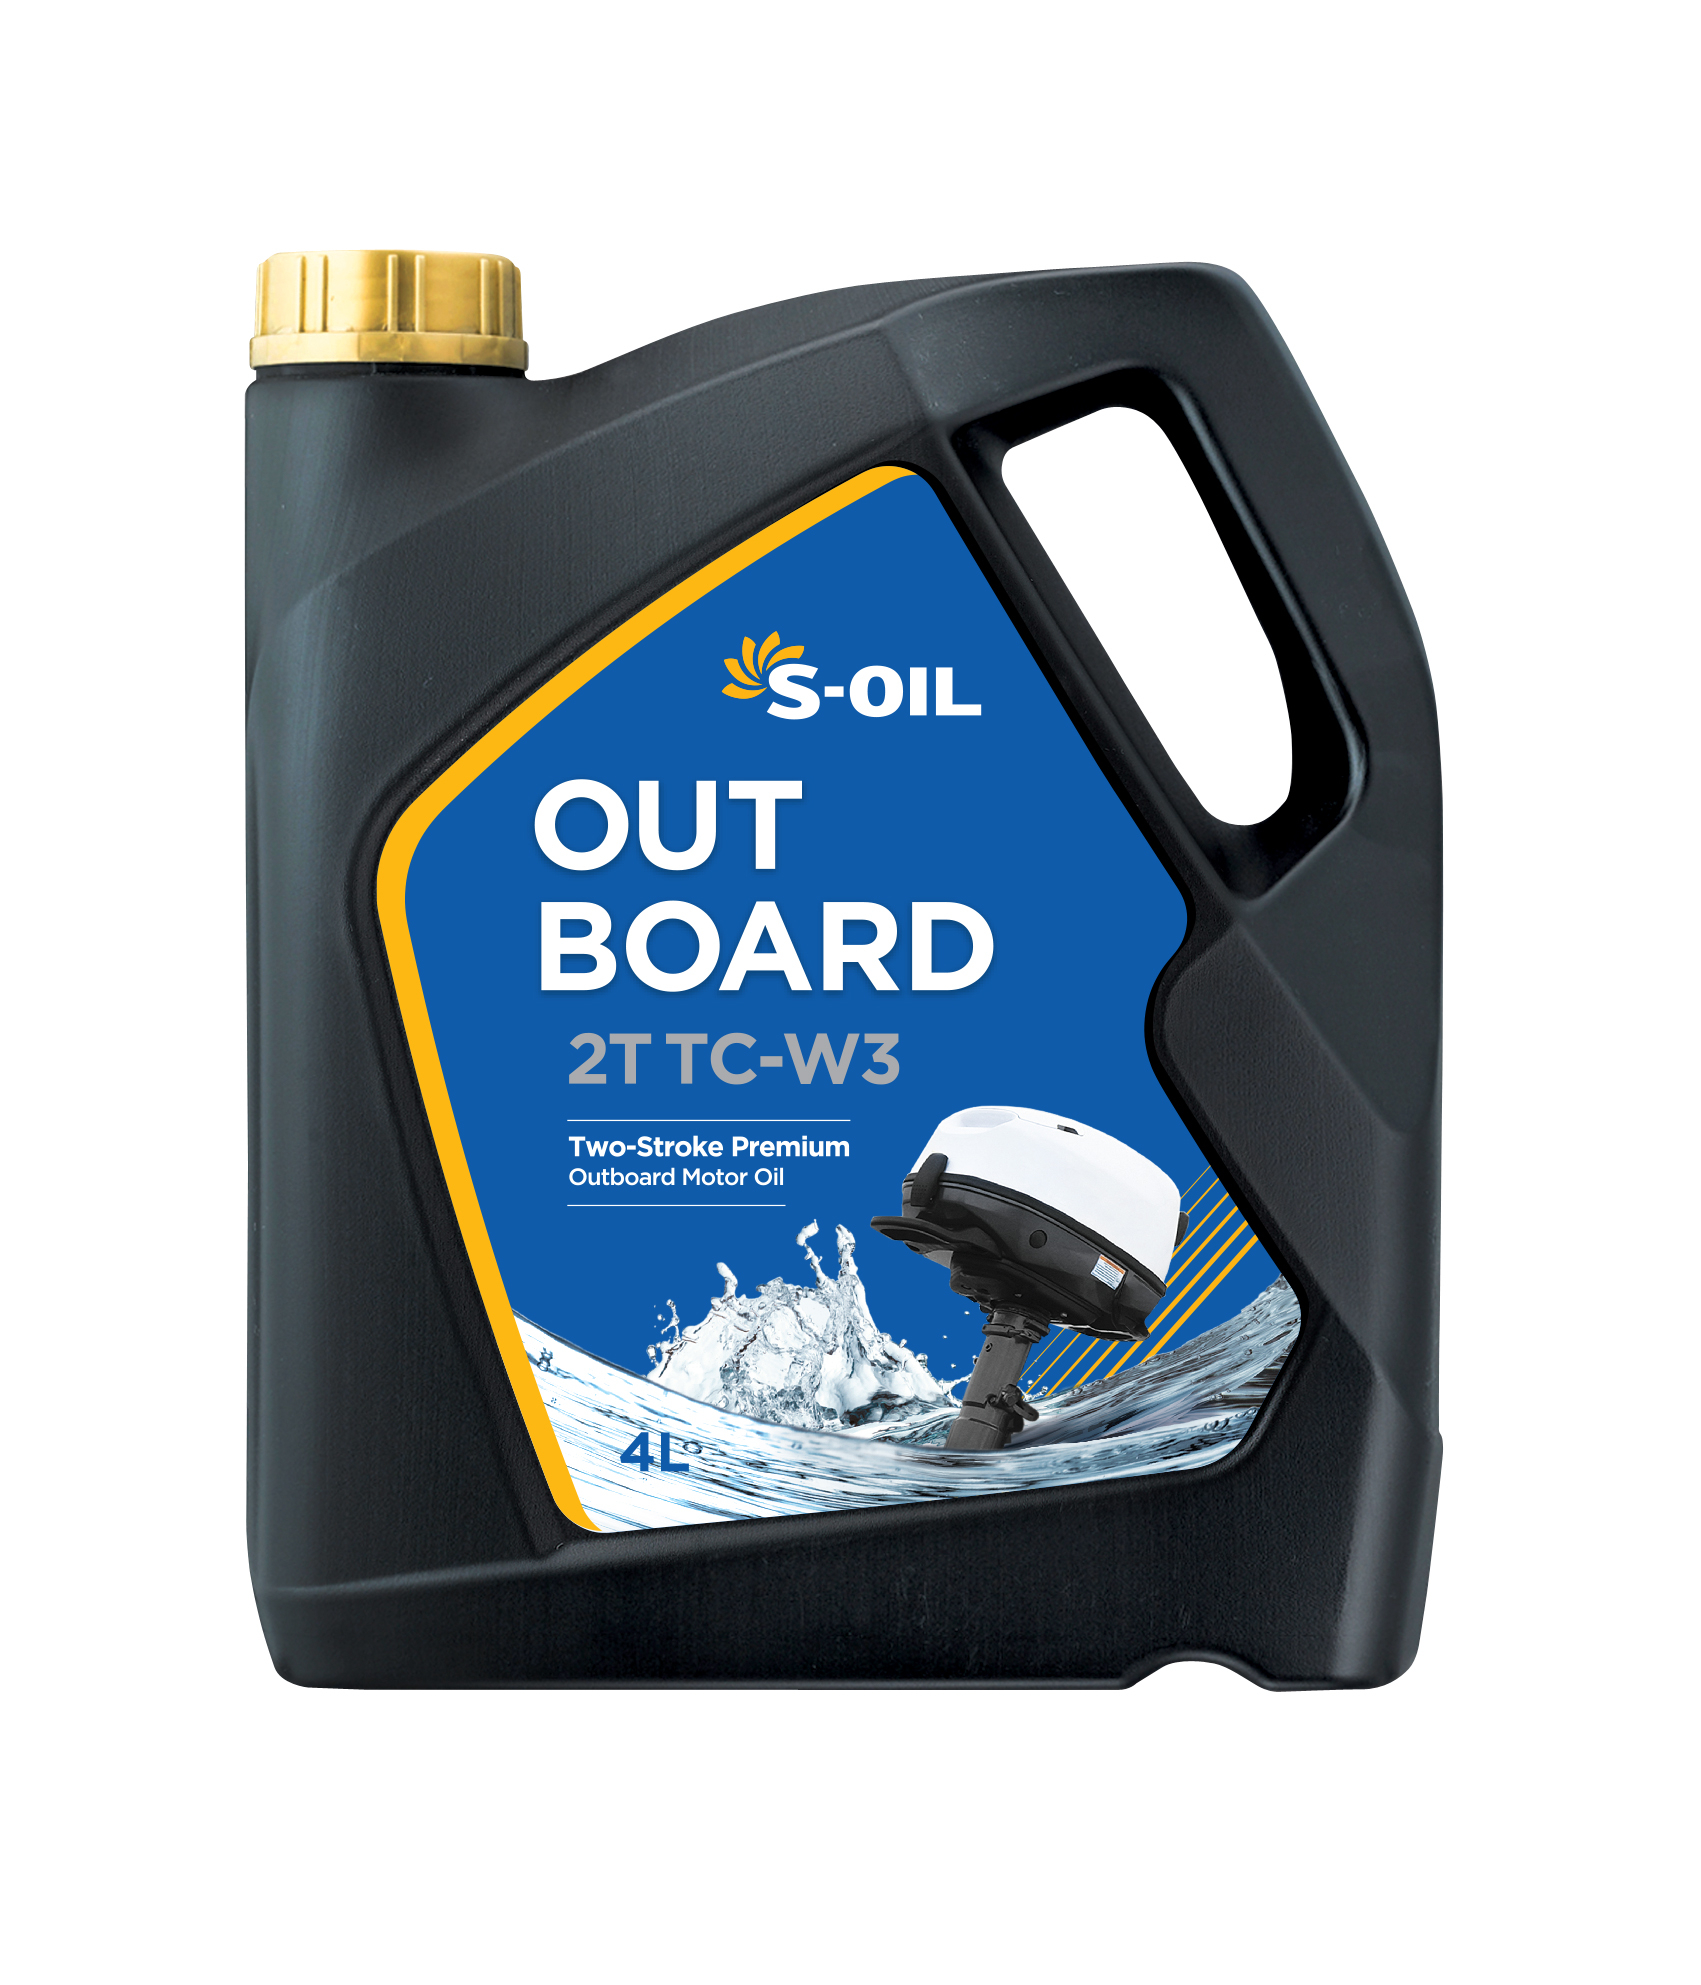 S-OIL
OUT
BOARD
2T TC-W3
Two-Stroke Premium
Outboard Motor Oil
4L